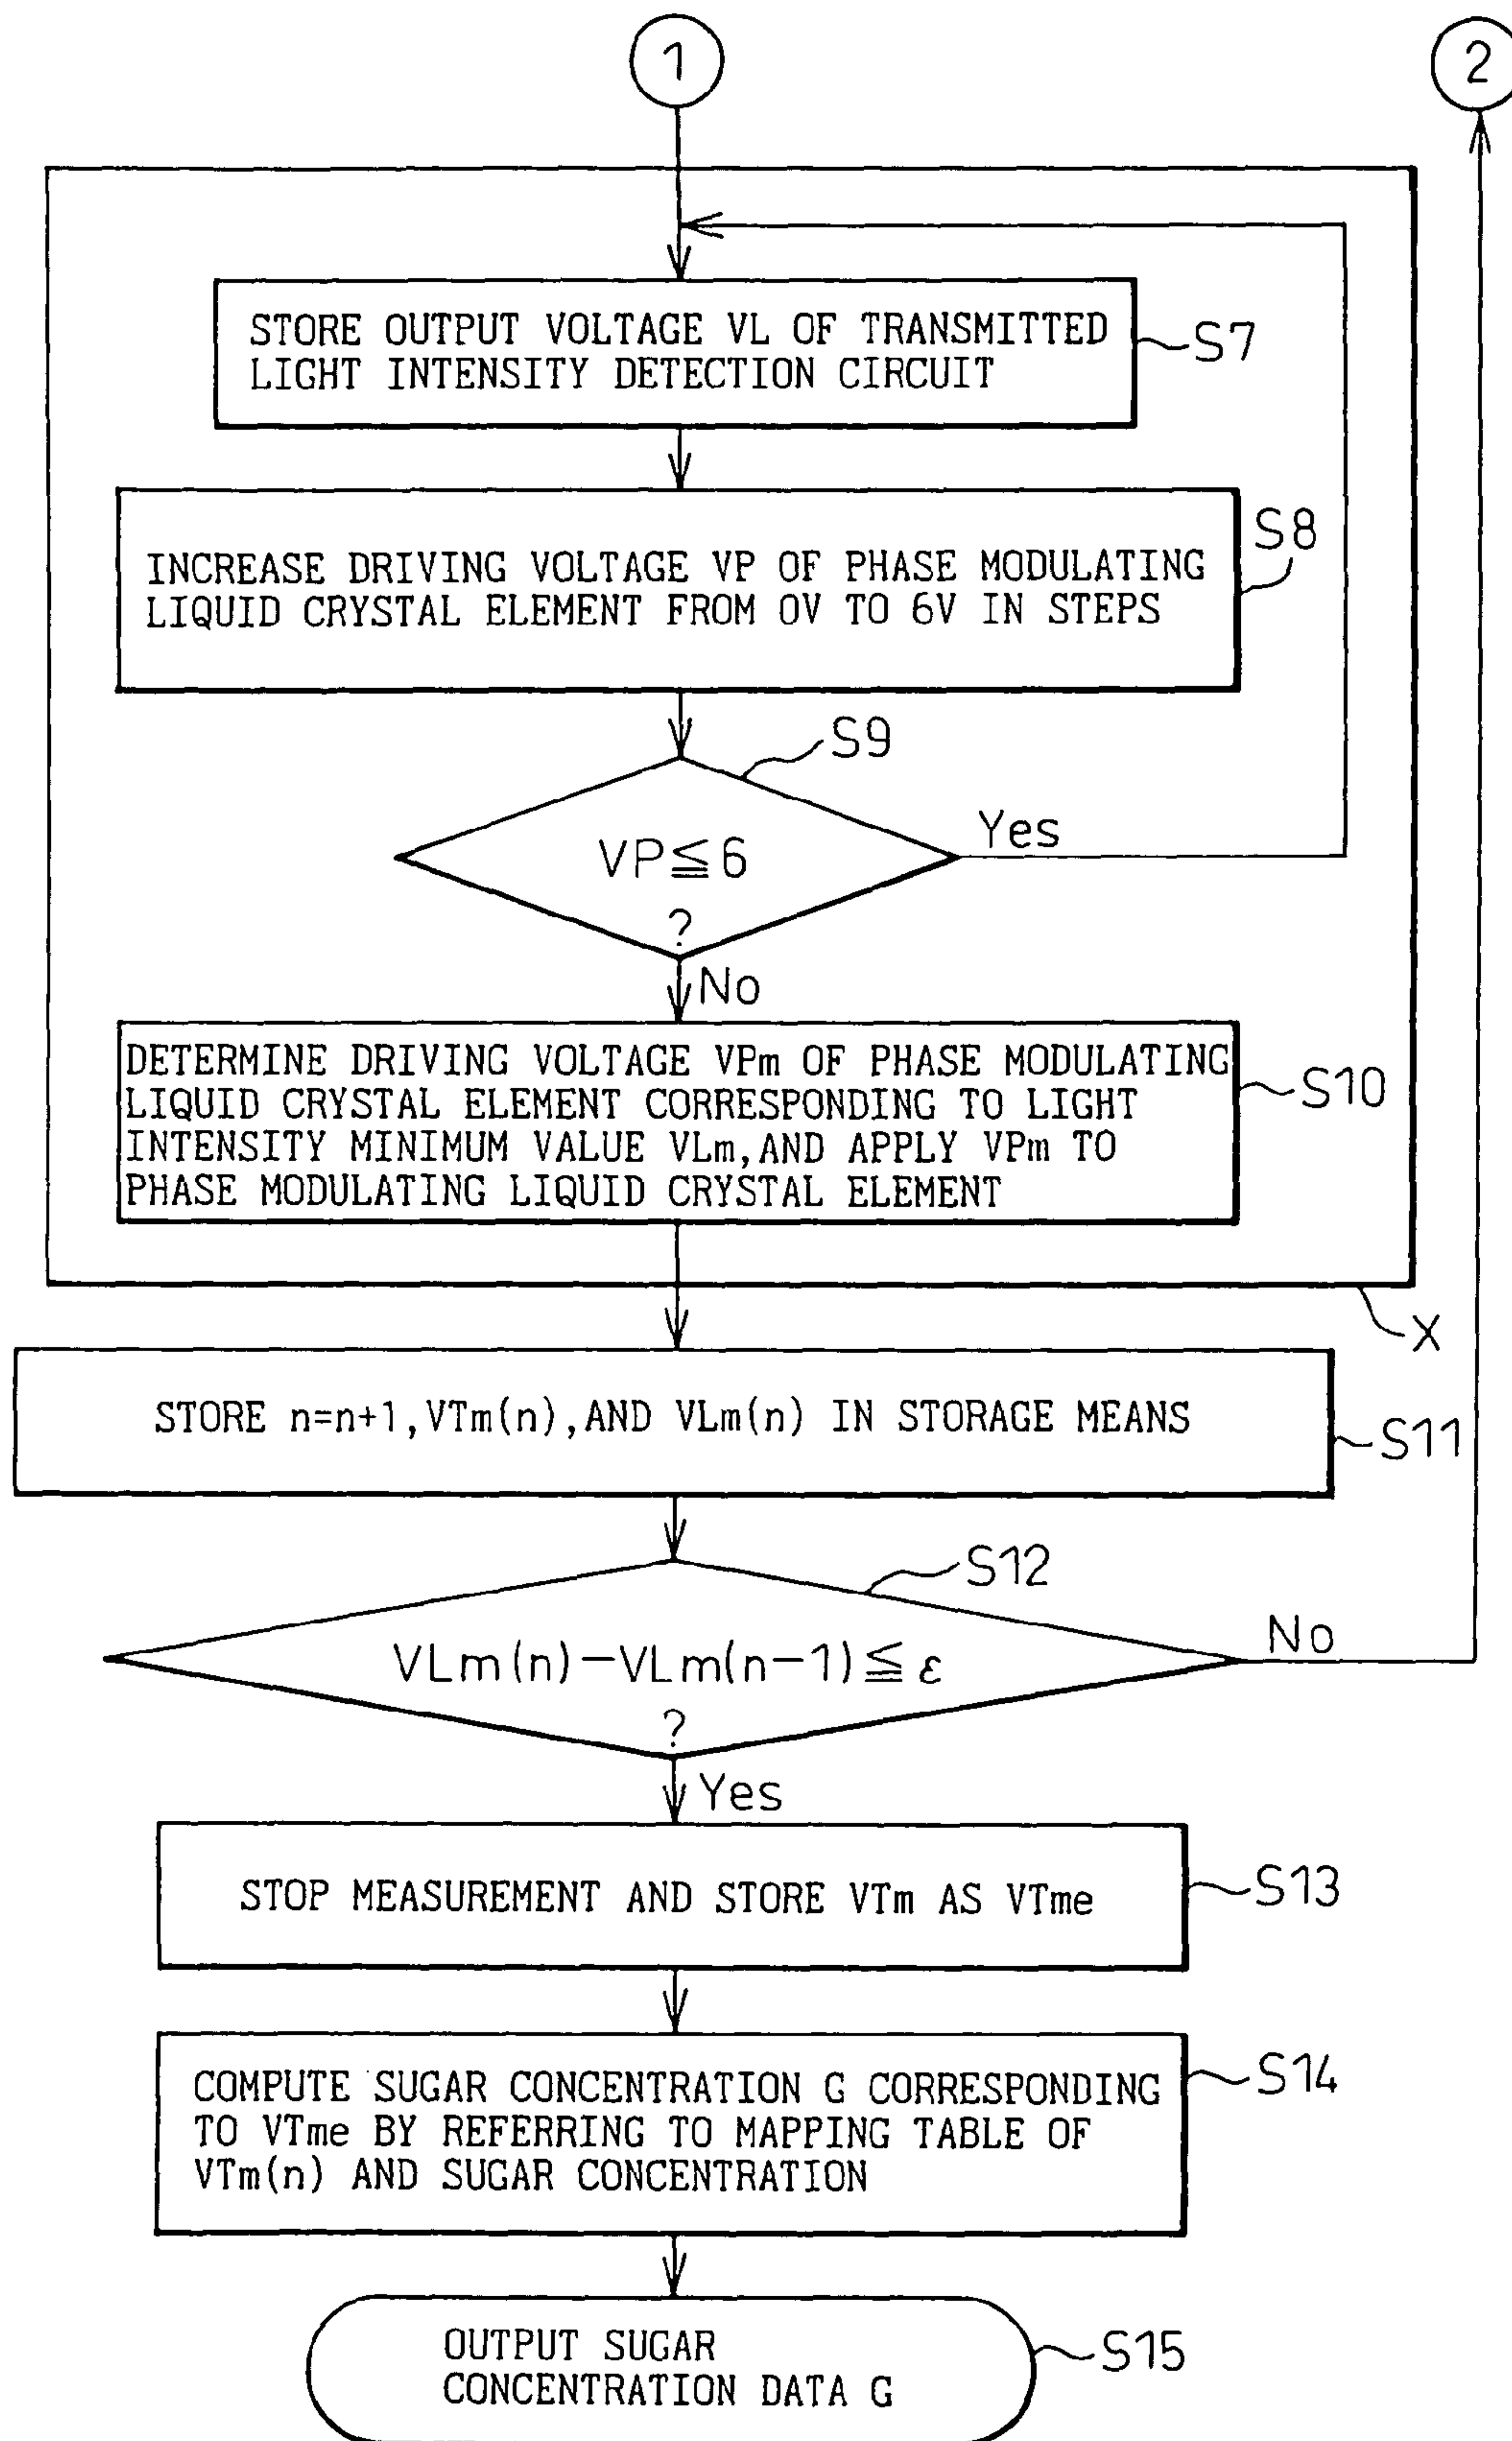 1
2
STORE OUTPUT VOLTAGE VL OF TRANSMITTED
LIGHT INTENSITY DETECTION CIRCUIT
S7
INCREASE DRIVING VOLTAGE VP OF PHASE MODULATING
LIQUID CRYSTAL ELEMENT FROM 0V TO 6V IN STEPS
S8
S9
VP≦6
?
Yes
No
DETERMINE DRIVING VOLTAGE VPm OF PHASE MODULATING
LIQUID CRYSTAL ELEMENT CORRESPONDING TO LIGHT
INTENSITY MINIMUM VALUE VLm,AND APPLY VPm TO
PHASE MODULATING LIQUID CRYSTAL ELEMENT
S10
X
STORE n=n+1,VTm(n),AND VLm(n) IN STORAGE MEANS
S11
S12
VLm(n)-VLm(n-1)≦ε
?
No
Yes
STOP MEASUREMENT AND STORE VTm AS VTme
S13
COMPUTE SUGAR CONCENTRATION G CORRESPONDING
TO VTme BY REFERRING TO MAPPING TABLE OF
VTm(n) AND SUGAR CONCENTRATION
S14
OUTPUT SUGAR
CONCENTRATION DATA G
S15